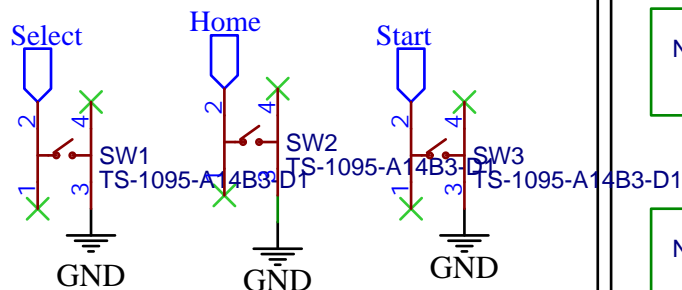 Select
Home
Start
2
4
2
4
2
4
SW1
TS-1095-A14B3-D1
SW2
TS-1095-A14B3-D1
SW3
TS-1095-A14B3-D1
1
3
1
3
1
3
GND
GND
GND
N
N